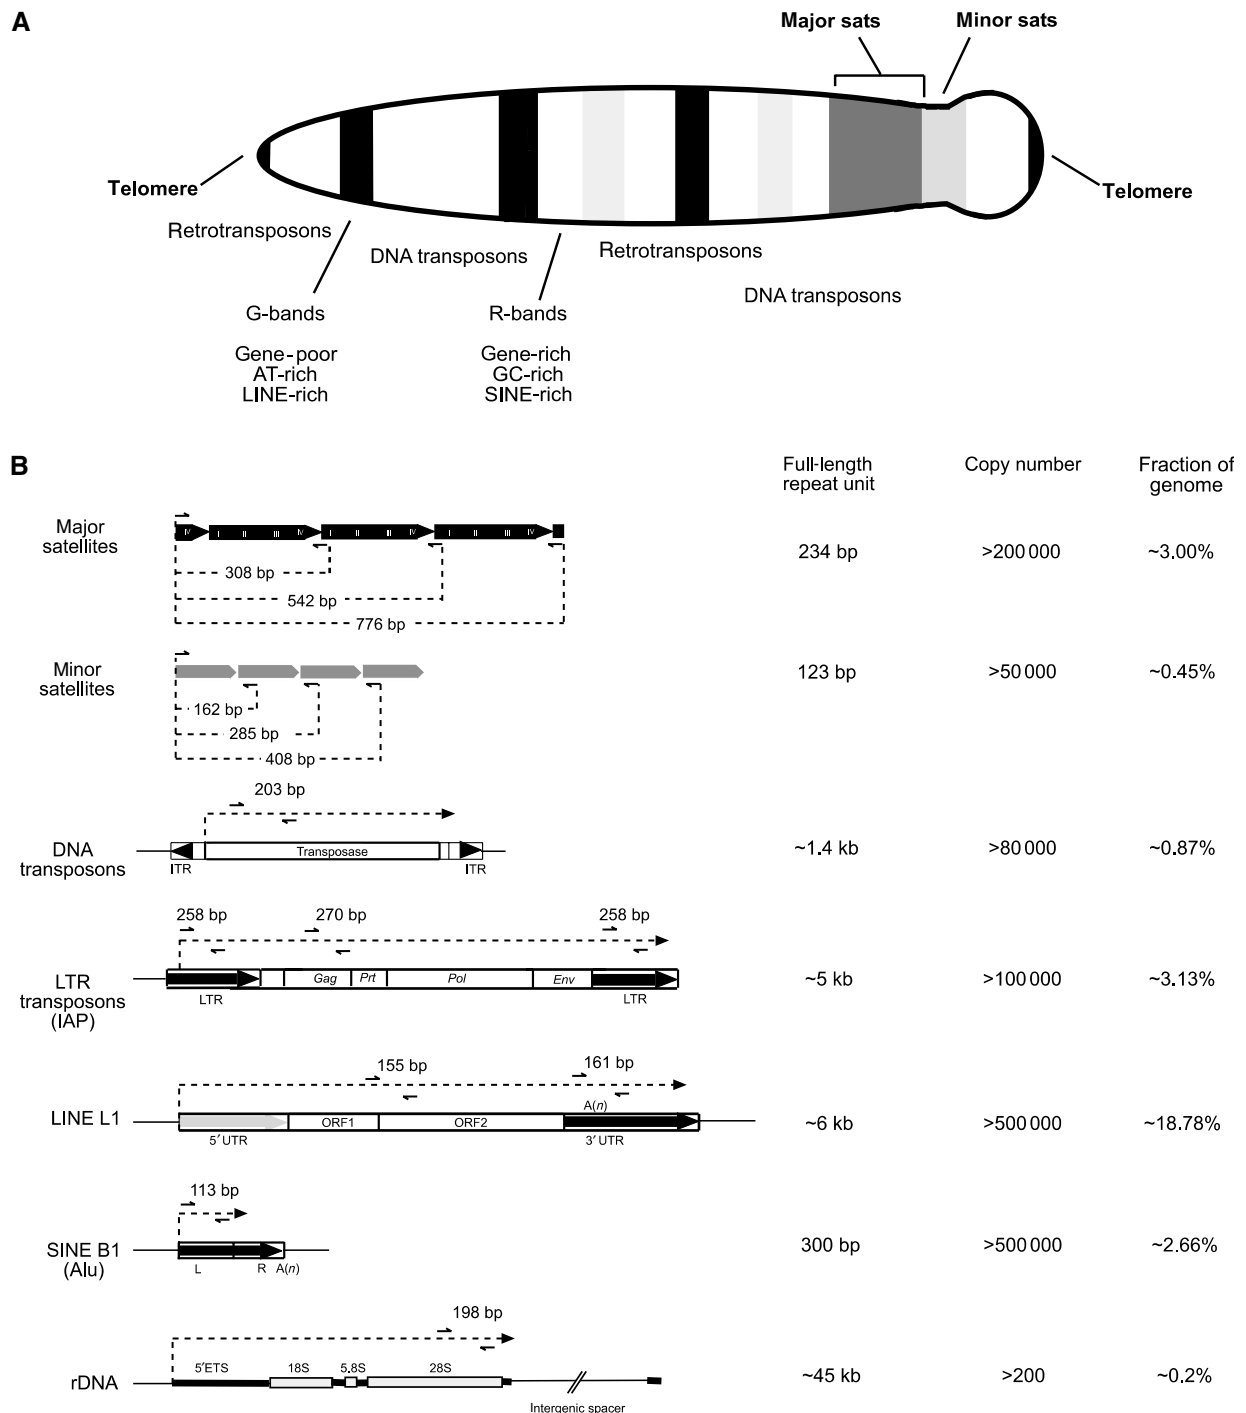 A
Major sats
Minor sats
Telomere
Telomere
Retrotransposons
DNA transposons
Retrotransposons
DNA transposons
G-bands
R-bands
Gene-poor
AT-rich
LINE-rich
Gene-rich
GC-rich
SINE-rich
B
Full-length
repeat unit
Copy number
Fraction of
genome
Major
satellites
IV
I II III IV
I II III IV
I II III IV
308 bp
542 bp
776 bp
234 bp
>200 000
~3.00%
Minor
satellites
162 bp
285 bp
408 bp
123 bp
>50 000
~0.45%
DNA
transposons
203 bp
Transposase
ITR
ITR
~1.4 kb
>80 000
~0.87%
LTR
transposons
(IAP)
258 bp
270 bp
258 bp
Gag
Prt
Pol
Env
LTR
LTR
~5 kb
>100 000
~3.13%
LINE L1
155 bp
161 bp
A(n)
ORF1
ORF2
5′ UTR
3′ UTR
~6 kb
>500 000
~18.78%
SINE B1
(Alu)
113 bp
L
R
A(n)
300 bp
>500 000
~2.66%
rDNA
198 bp
5′ETS
18S
5.8S
28S
Intergenic spacer
~45 kb
>200
~0.2%